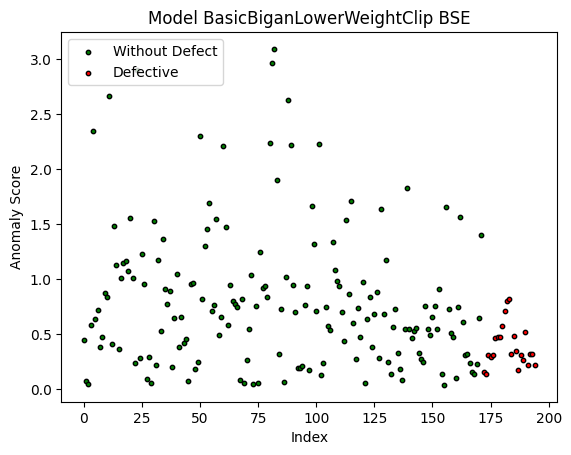 Model BasicBiganLowerWeightClip BSE
Without Defect
Defective
Anomaly Score
3.0
2.5
2.0
1.5
1.0
0.5
0.0
0 25 50 75 100 125 150 175 200
Index